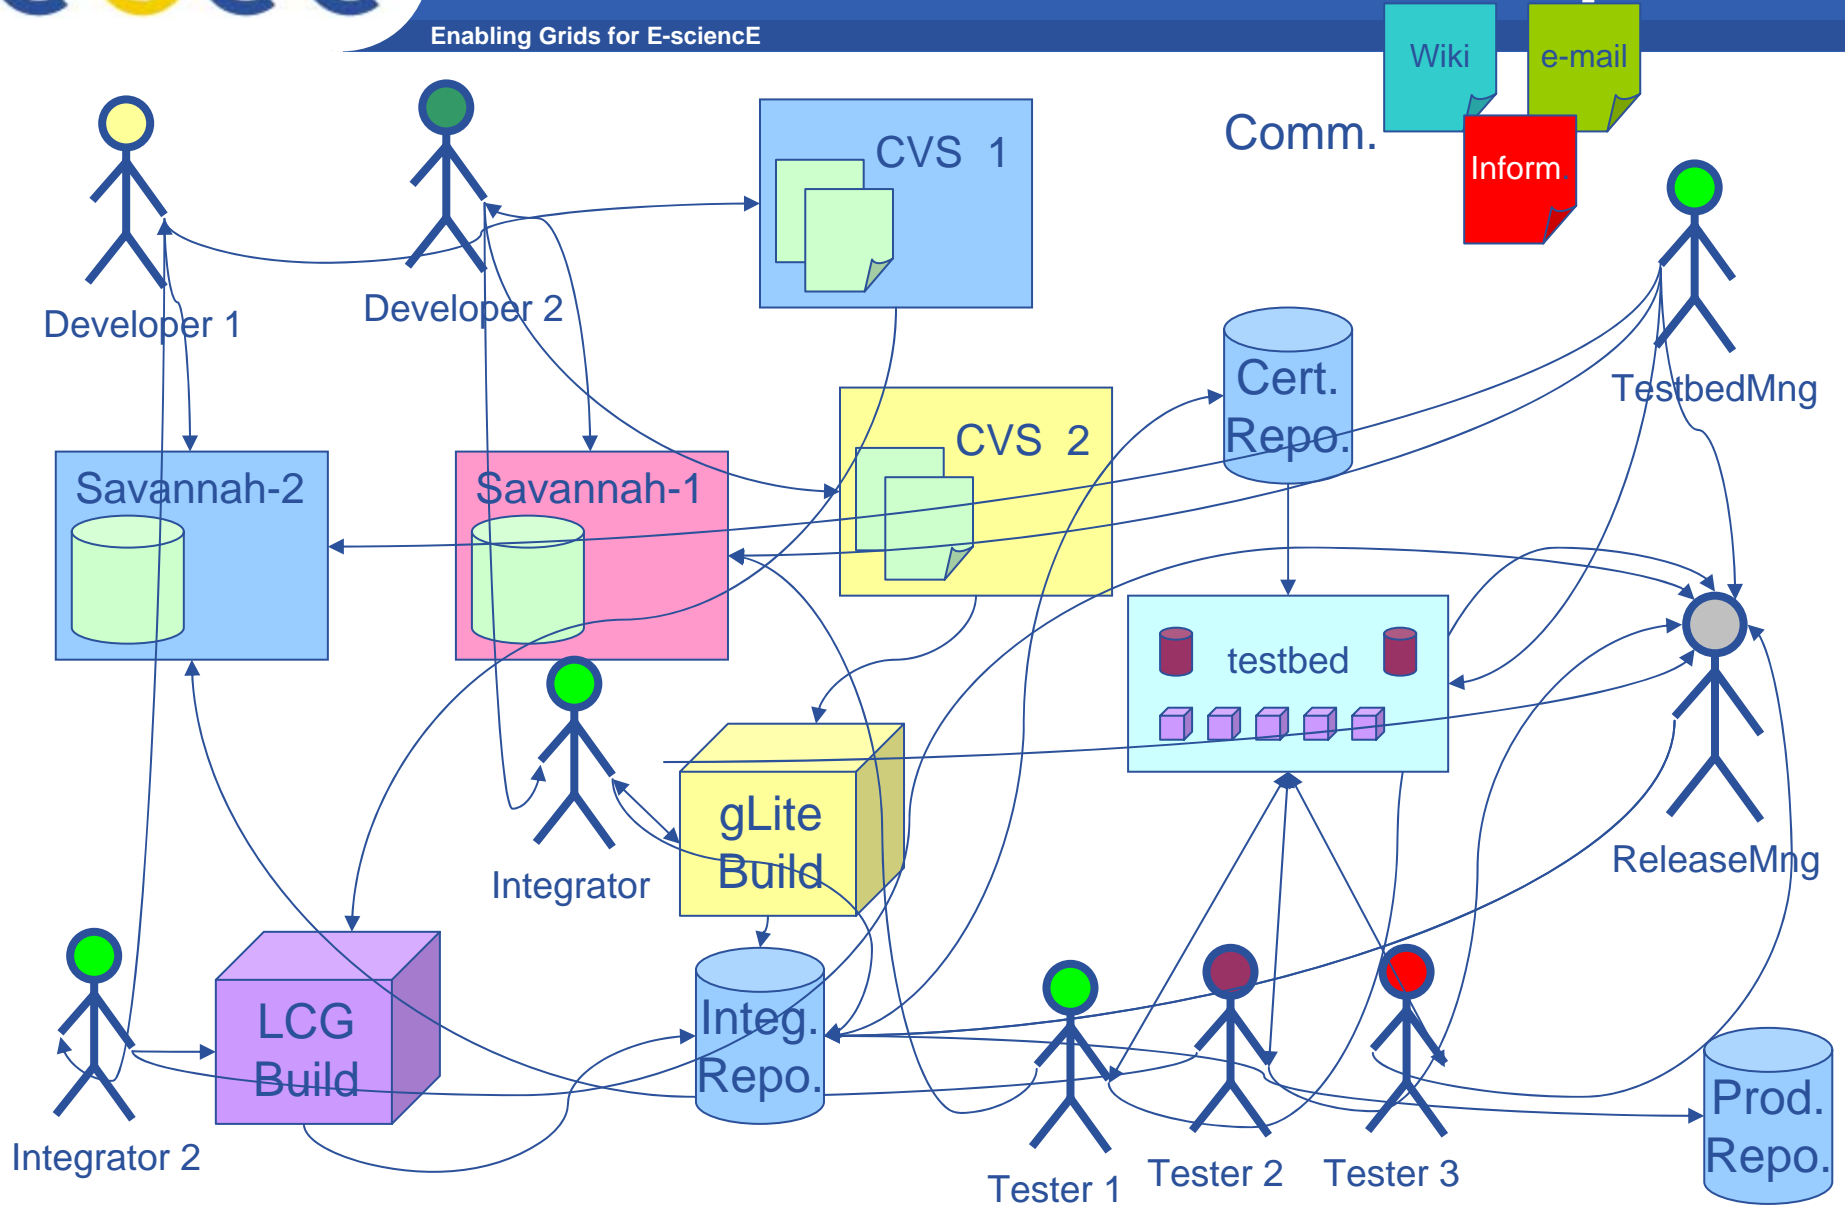 Enabling Grids for E-sciencE
Wiki
e-mail
Comm.
Inform.
CVS 1
Developer 1
Developer 2
Cert.
Repo.
TestbedMng
CVS 2
Savannah-2
Savannah-1
testbed
gLite
Build
Integrator
ReleaseMng
LCG
Build
Integ.
Repo.
Prod.
Repo.
Integrator 2
Tester 1
Tester 2
Tester 3